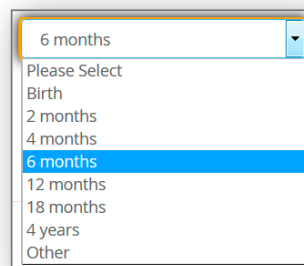 6 months
Please Select
Birth
2 months
4 months
6 months
12 months
18 months
4 years
Other